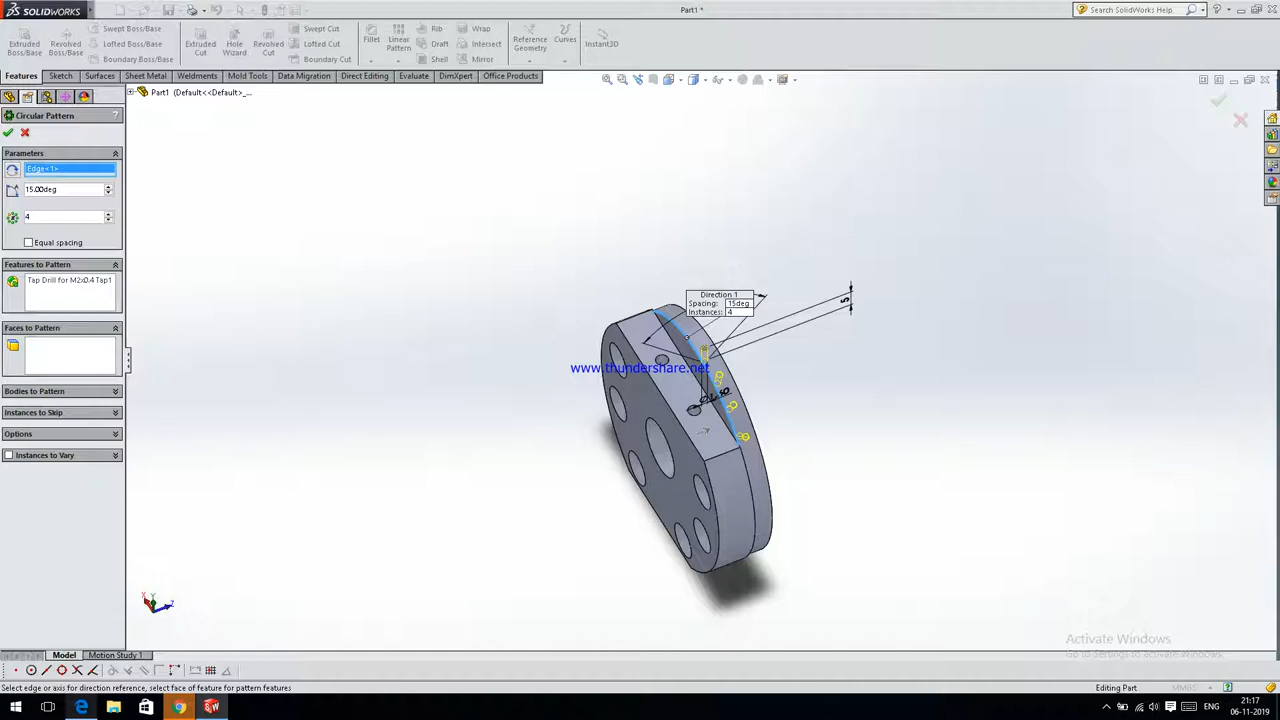 SOLIDWORKS
Part1 *
Search SolidWorks Help
Extruded Boss/Base
Revolved Boss/Base
Swept Boss/Base
Lofted Boss/Base
Boundary Boss/Base
Extruded Cut
Hole Wizard
Revolved Cut
Swept Cut
Lofted Cut
Boundary Cut
Fillet
Linear Pattern
Rib
Draft
Shell
Wrap
Intersect
Mirror
Reference Geometry
Curves
Instant3D
Features
Sketch
Surfaces
Sheet Metal
Weldments
Mold Tools
Data Migration
Direct Editing
Evaluate
DimXpert
Office Products
Part1 (Default<<Default>_...
Circular Pattern
?
Parameters
Edge<1>
15.00deg
4
Equal spacing
Features to Pattern
Tap Drill for M2x0.4 Tap1
Faces to Pattern
Bodies to Pattern
Instances to Skip
Options
Instances to Vary
Direction 1
Spacing: 15deg
Instances: 4
5
www.thundershare.net
X
Y
Z
Activate Windows
Go to Settings to activate Windows.
Model
Motion Study 1
Select edge or axis for direction reference, select face of feature for pattern features
Editing Part
MMGS
ENG
21:17
06-11-2019